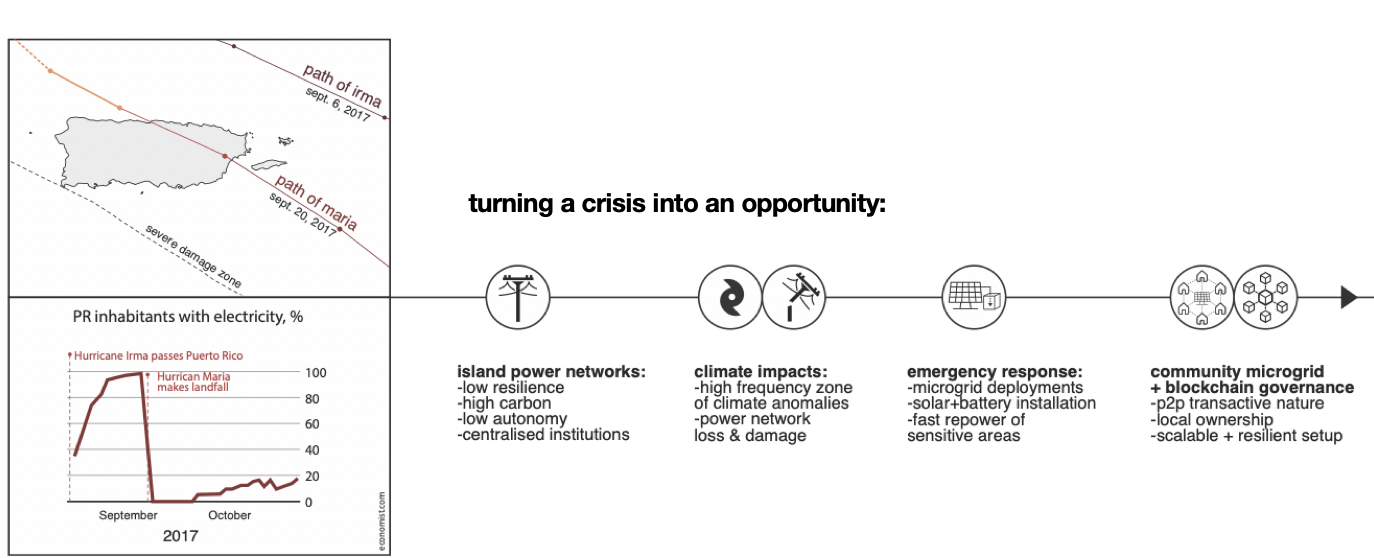 path of irma
sept. 6, 2017
path of maria
sept. 20, 2017
severe damage zone
PR inhabitants with electricity, %
Hurricane Irma passes Puerto Rico
Hurrican Maria
makes landfall
100
80
60
40
20
0
September
October
2017
economist.com
turning a crisis into an opportunity:
island power networks:
-low resilience
-high carbon
-low autonomy
-centralised institutions
climate impacts:
-high frequency zone
of climate anomalies
-power network
loss & damage
emergency response:
-microgrid deployments
-solar+battery installation
-fast repower of
sensitive areas
community microgrid
+ blockchain governance
-p2p transactive nature
-local ownership
-scalable + resilient setup